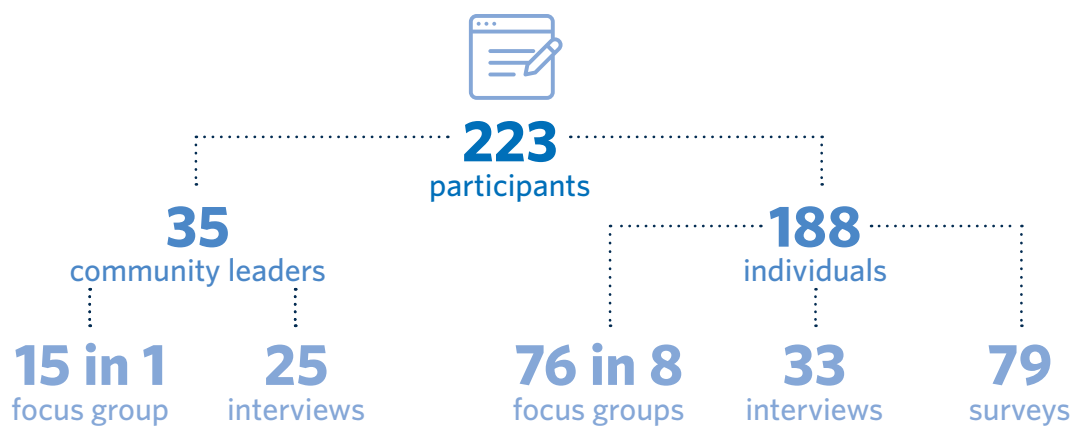 223
participants
35
community leaders
188
individuals
15 in 1
focus group
25
interviews
76 in 8
focus groups
33
interviews
79
surveys